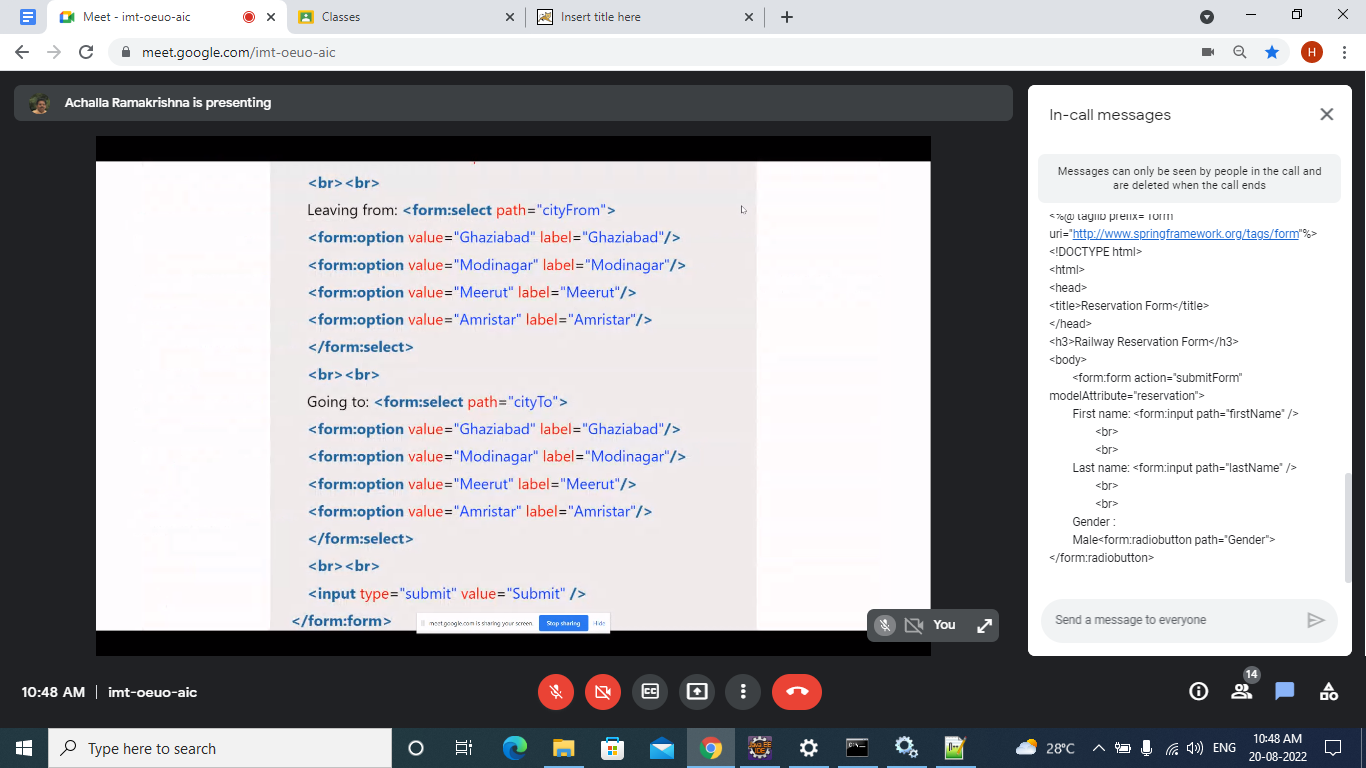 Meet - imt-oeuo-aic
Classes
Insert title here
meet.google.com/imt-oeuo-aic
H
Achalla Ramakrishna is presenting
<br><br>
Leaving from: <form:select path="cityFrom">
<form:option value="Ghaziabad" label="Ghaziabad"/>
<form:option value="Modinagar" label="Modinagar"/>
<form:option value="Meerut" label="Meerut"/>
<form:option value="Amristar" label="Amristar"/>
</form:select>
<br><br>
Going to: <form:select path="cityTo">
<form:option value="Ghaziabad" label="Ghaziabad"/>
<form:option value="Modinagar" label="Modinagar"/>
<form:option value="Meerut" label="Meerut"/>
<form:option value="Amristar" label="Amristar"/>
</form:select>
<br><br>
<input type="submit" value="Submit" />
</form:form>
meet.google.com is sharing your screen.
Stop sharing
Hide
You
In-call messages
Messages can only be seen by people in the call and
are deleted when the call ends
<%@ taglib prefix="form"
uri="http://www.springframework.org/tags/form"%>
<!DOCTYPE html>
<html>
<head>
<title>Reservation Form</title>
</head>
<h3>Railway Reservation Form</h3>
<body>
<form:form action="submitForm"
modelAttribute="reservation">
First name: <form:input path="firstName" />
<br>
<br>
Last name: <form:input path="lastName" />
<br>
<br>
Gender :
Male<form:radiobutton path="Gender">
</form:radiobutton>
Send a message to everyone
10:48 AM | imt-oeuo-aic
14
Type here to search
28°C
ENG
10:48 AM
20-08-2022